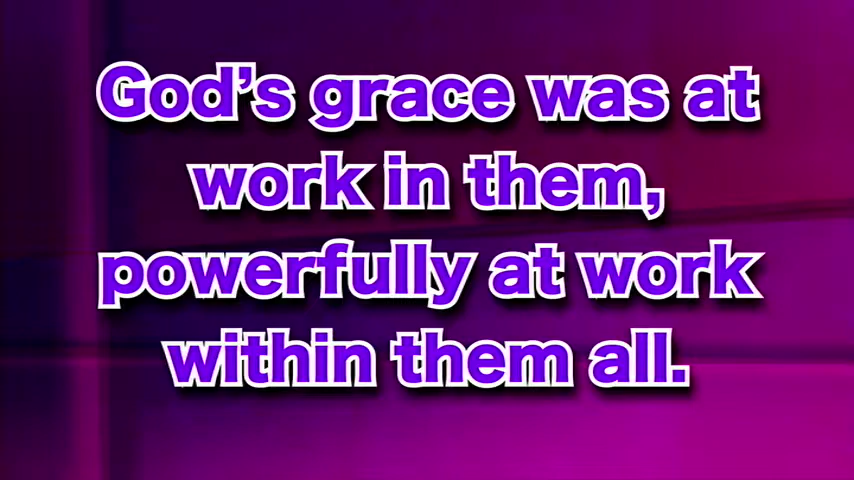 God’s grace was at
work in them,
powerfully at work
within them all.